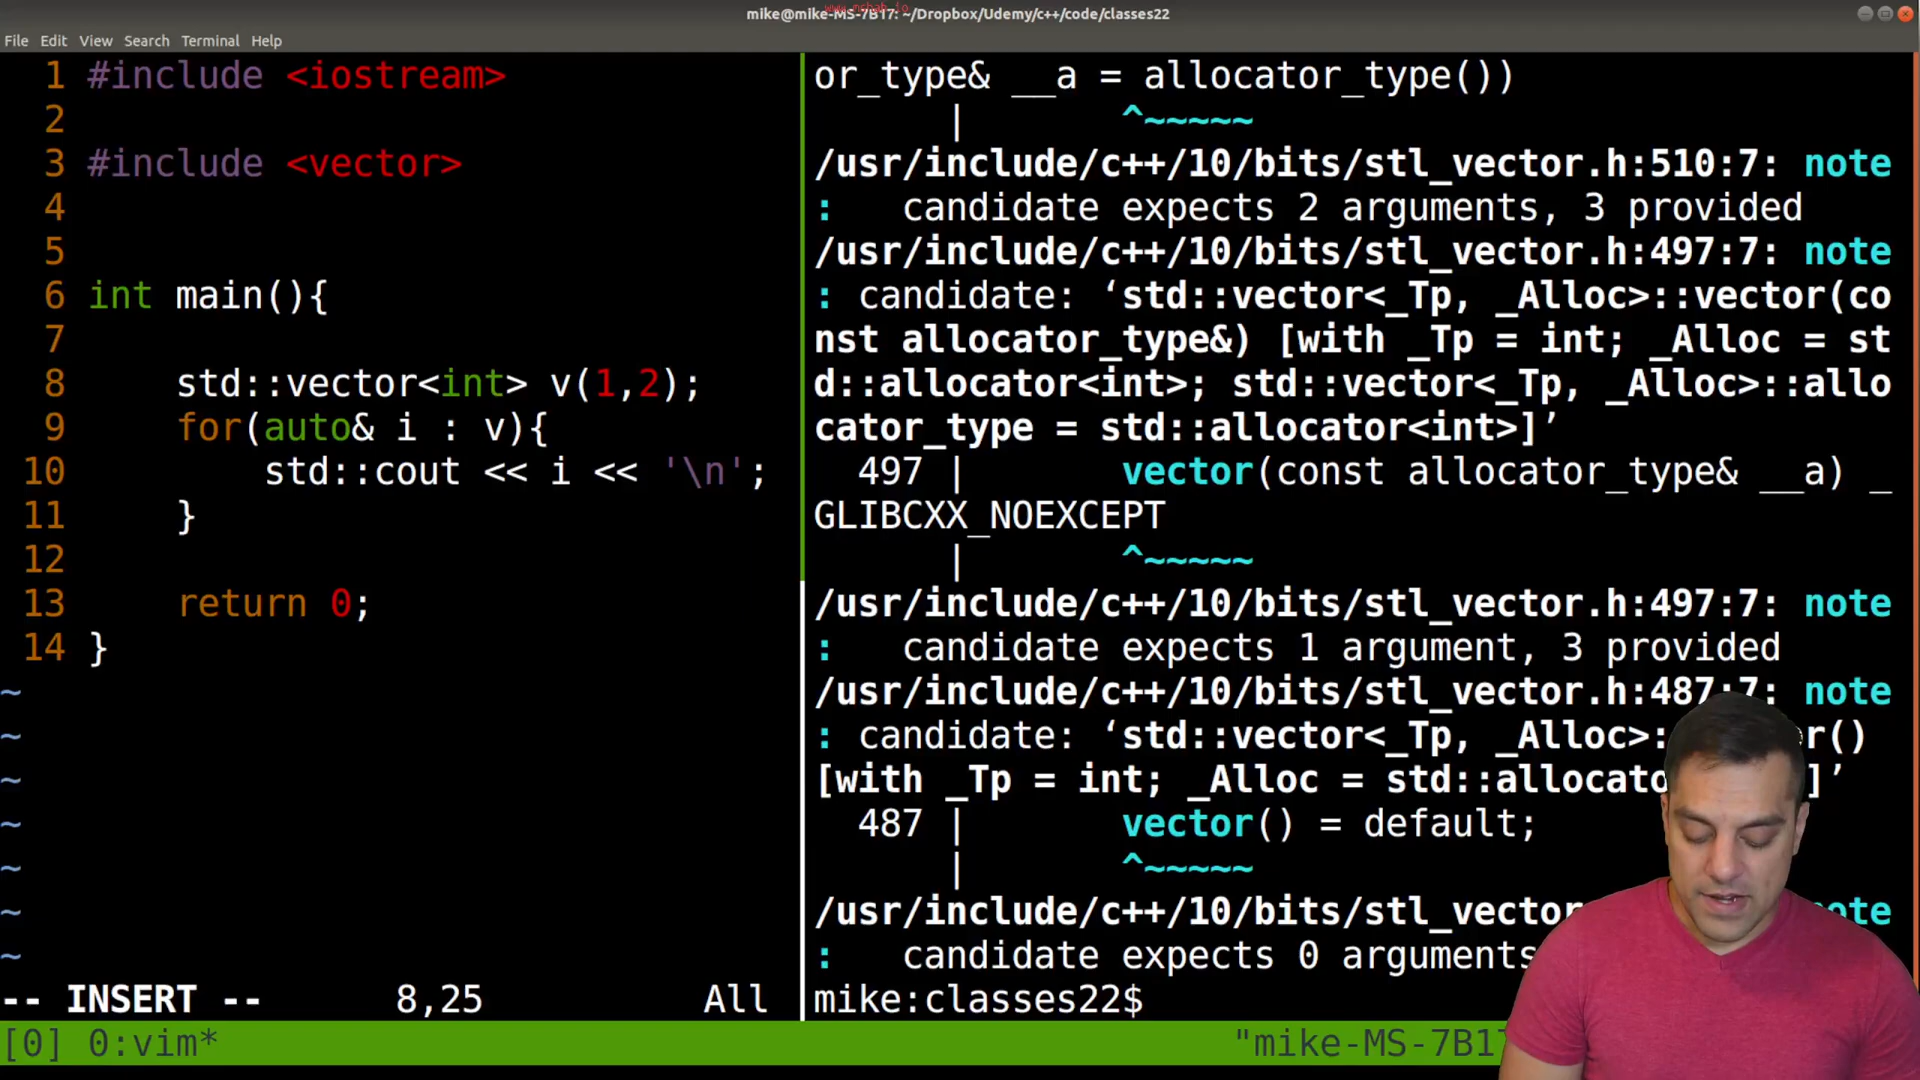 www.mshab.io
mike@mike-MS-7B17: ~/Dropbox/Udemy/c++/code/classes22
File Edit View Search Terminal Help
1 #include <iostream>
2
3 #include <vector>
4
5
6 int main(){
7
8     std::vector<int> v(1,2);
9     for(auto& i : v){
10         std::cout << i << '\n';
11     }
12
13     return 0;
14 }
~
~
~
~
~
~
~
-- INSERT -- 8,25 All
or_type& __a = allocator_type())
| ^~~~~~
/usr/include/c++/10/bits/stl_vector.h:510:7: note
:   candidate expects 2 arguments, 3 provided
/usr/include/c++/10/bits/stl_vector.h:497:7: note
: candidate: ‘std::vector<_Tp, _Alloc>::vector(co
nst allocator_type&) [with _Tp = int; _Alloc = st
d::allocator<int>; std::vector<_Tp, _Alloc>::allo
cator_type = std::allocator<int>]’
497 |       vector(const allocator_type& __a) _
GLIBCXX_NOEXCEPT
| ^~~~~~
/usr/include/c++/10/bits/stl_vector.h:497:7: note
:   candidate expects 1 argument, 3 provided
/usr/include/c++/10/bits/stl_vector.h:487:7: note
: candidate: ‘std::vector<_Tp, _Alloc>: r()
[with _Tp = int; _Alloc = std::allocato ]’
487 |       vector() = default;
| ^~~~~~
/usr/include/c++/10/bits/stl_vector note
:   candidate expects 0 arguments
mike:classes22$
[0] 0:vim* "mike-MS-7B17